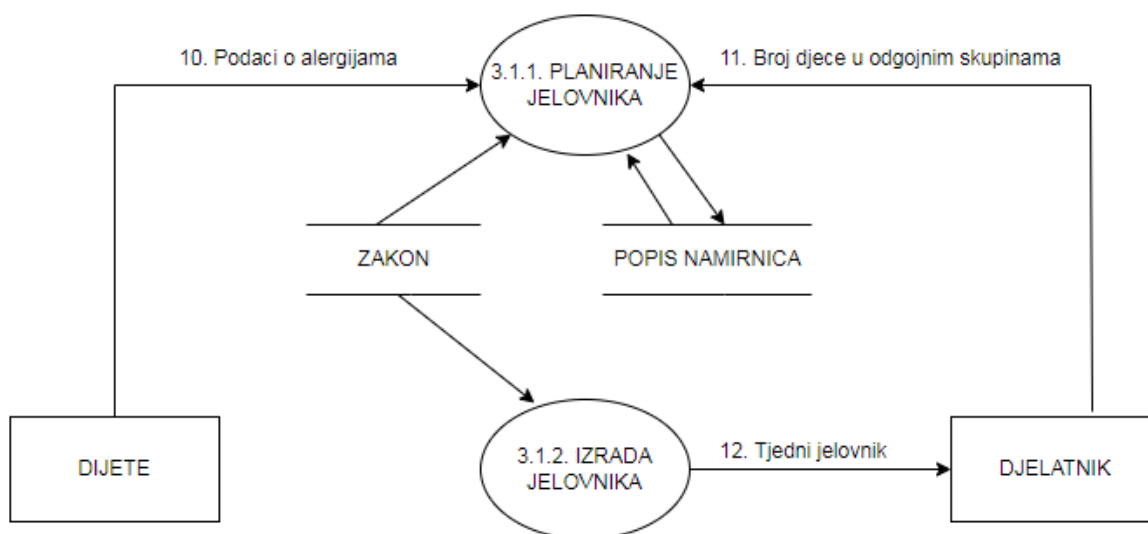 10. Podaci o alergijama
3.1.1. PLANIRANJE
JELOVNIKA
11. Broj djece u odgojnim skupinama
ZAKON
POPIS NAMIRNICA
DIJETE
3.1.2. IZRADA
JELOVNIKA
12. Tjedni jelovnik
DJELATNIK